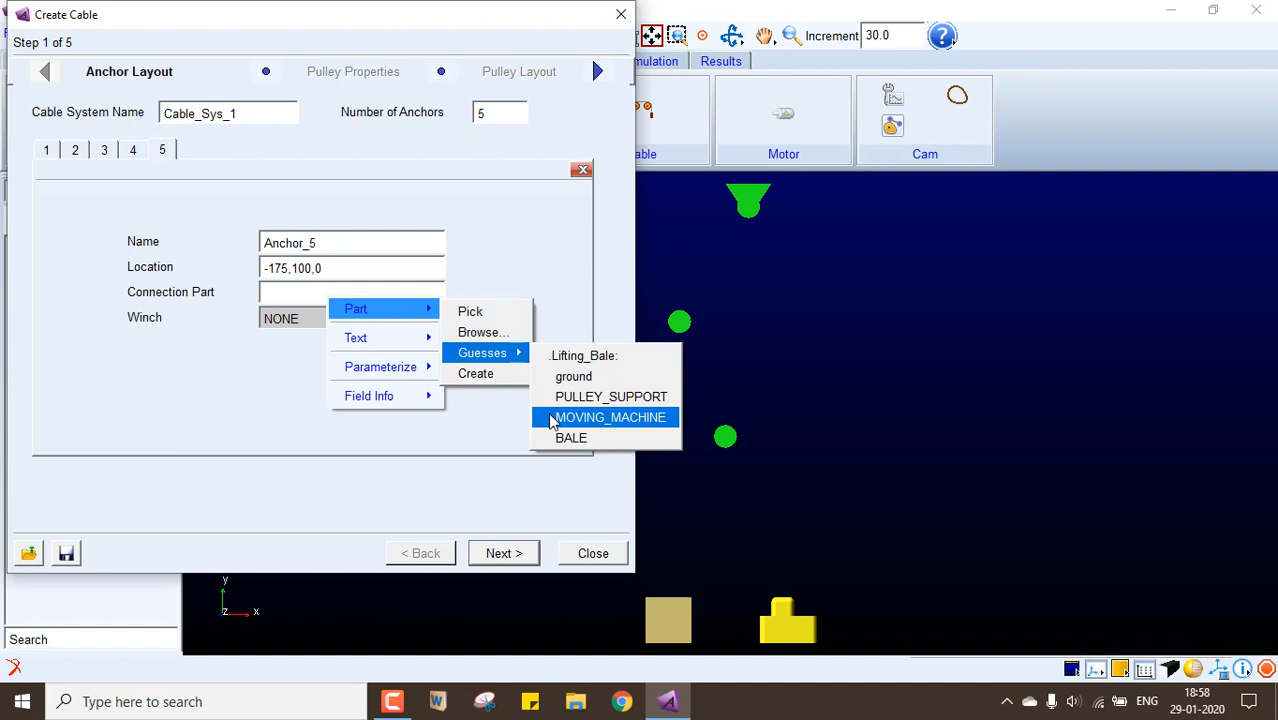 Create Cable
Step 1 of 5
Anchor Layout
Pulley Properties
Pulley Layout
Cable System Name
Cable_Sys_1
Number of Anchors
5
1
2
3
4
5
Name
Anchor_5
Location
-175,100,0
Connection Part
Winch
NONE
Part
Text
Parameterize
Field Info
Pick
Browse...
Guesses
Create
.Lifting_Bale:
ground
PULLEY_SUPPORT
MOVING_MACHINE
BALE
< Back
Next >
Close
Increment
30.0
?
Results
Motor
Cam
y
z
x
Search
Type here to search
ENG
18:58
29-01-2020